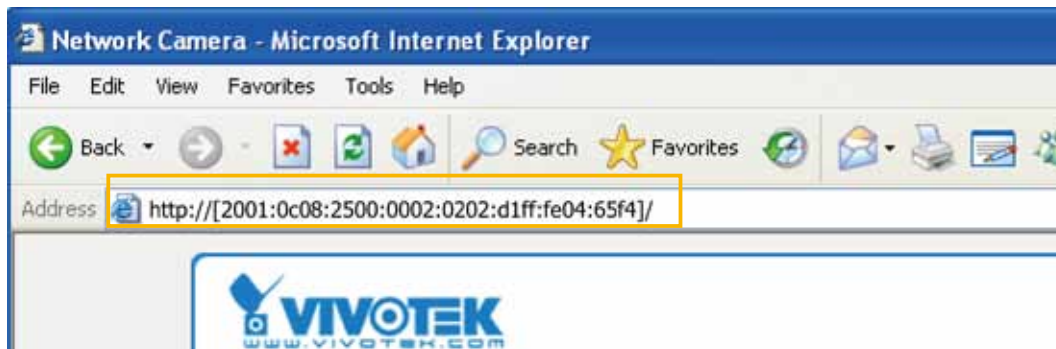 Network Camera - Microsoft Internet Explorer
File Edit View Favorites Tools Help
Back Search Favorites
Address http://[2001:0c08:2500:0002:0202:d1ff:fe04:65f4]/
VIVOTEK
www.vivotek.com